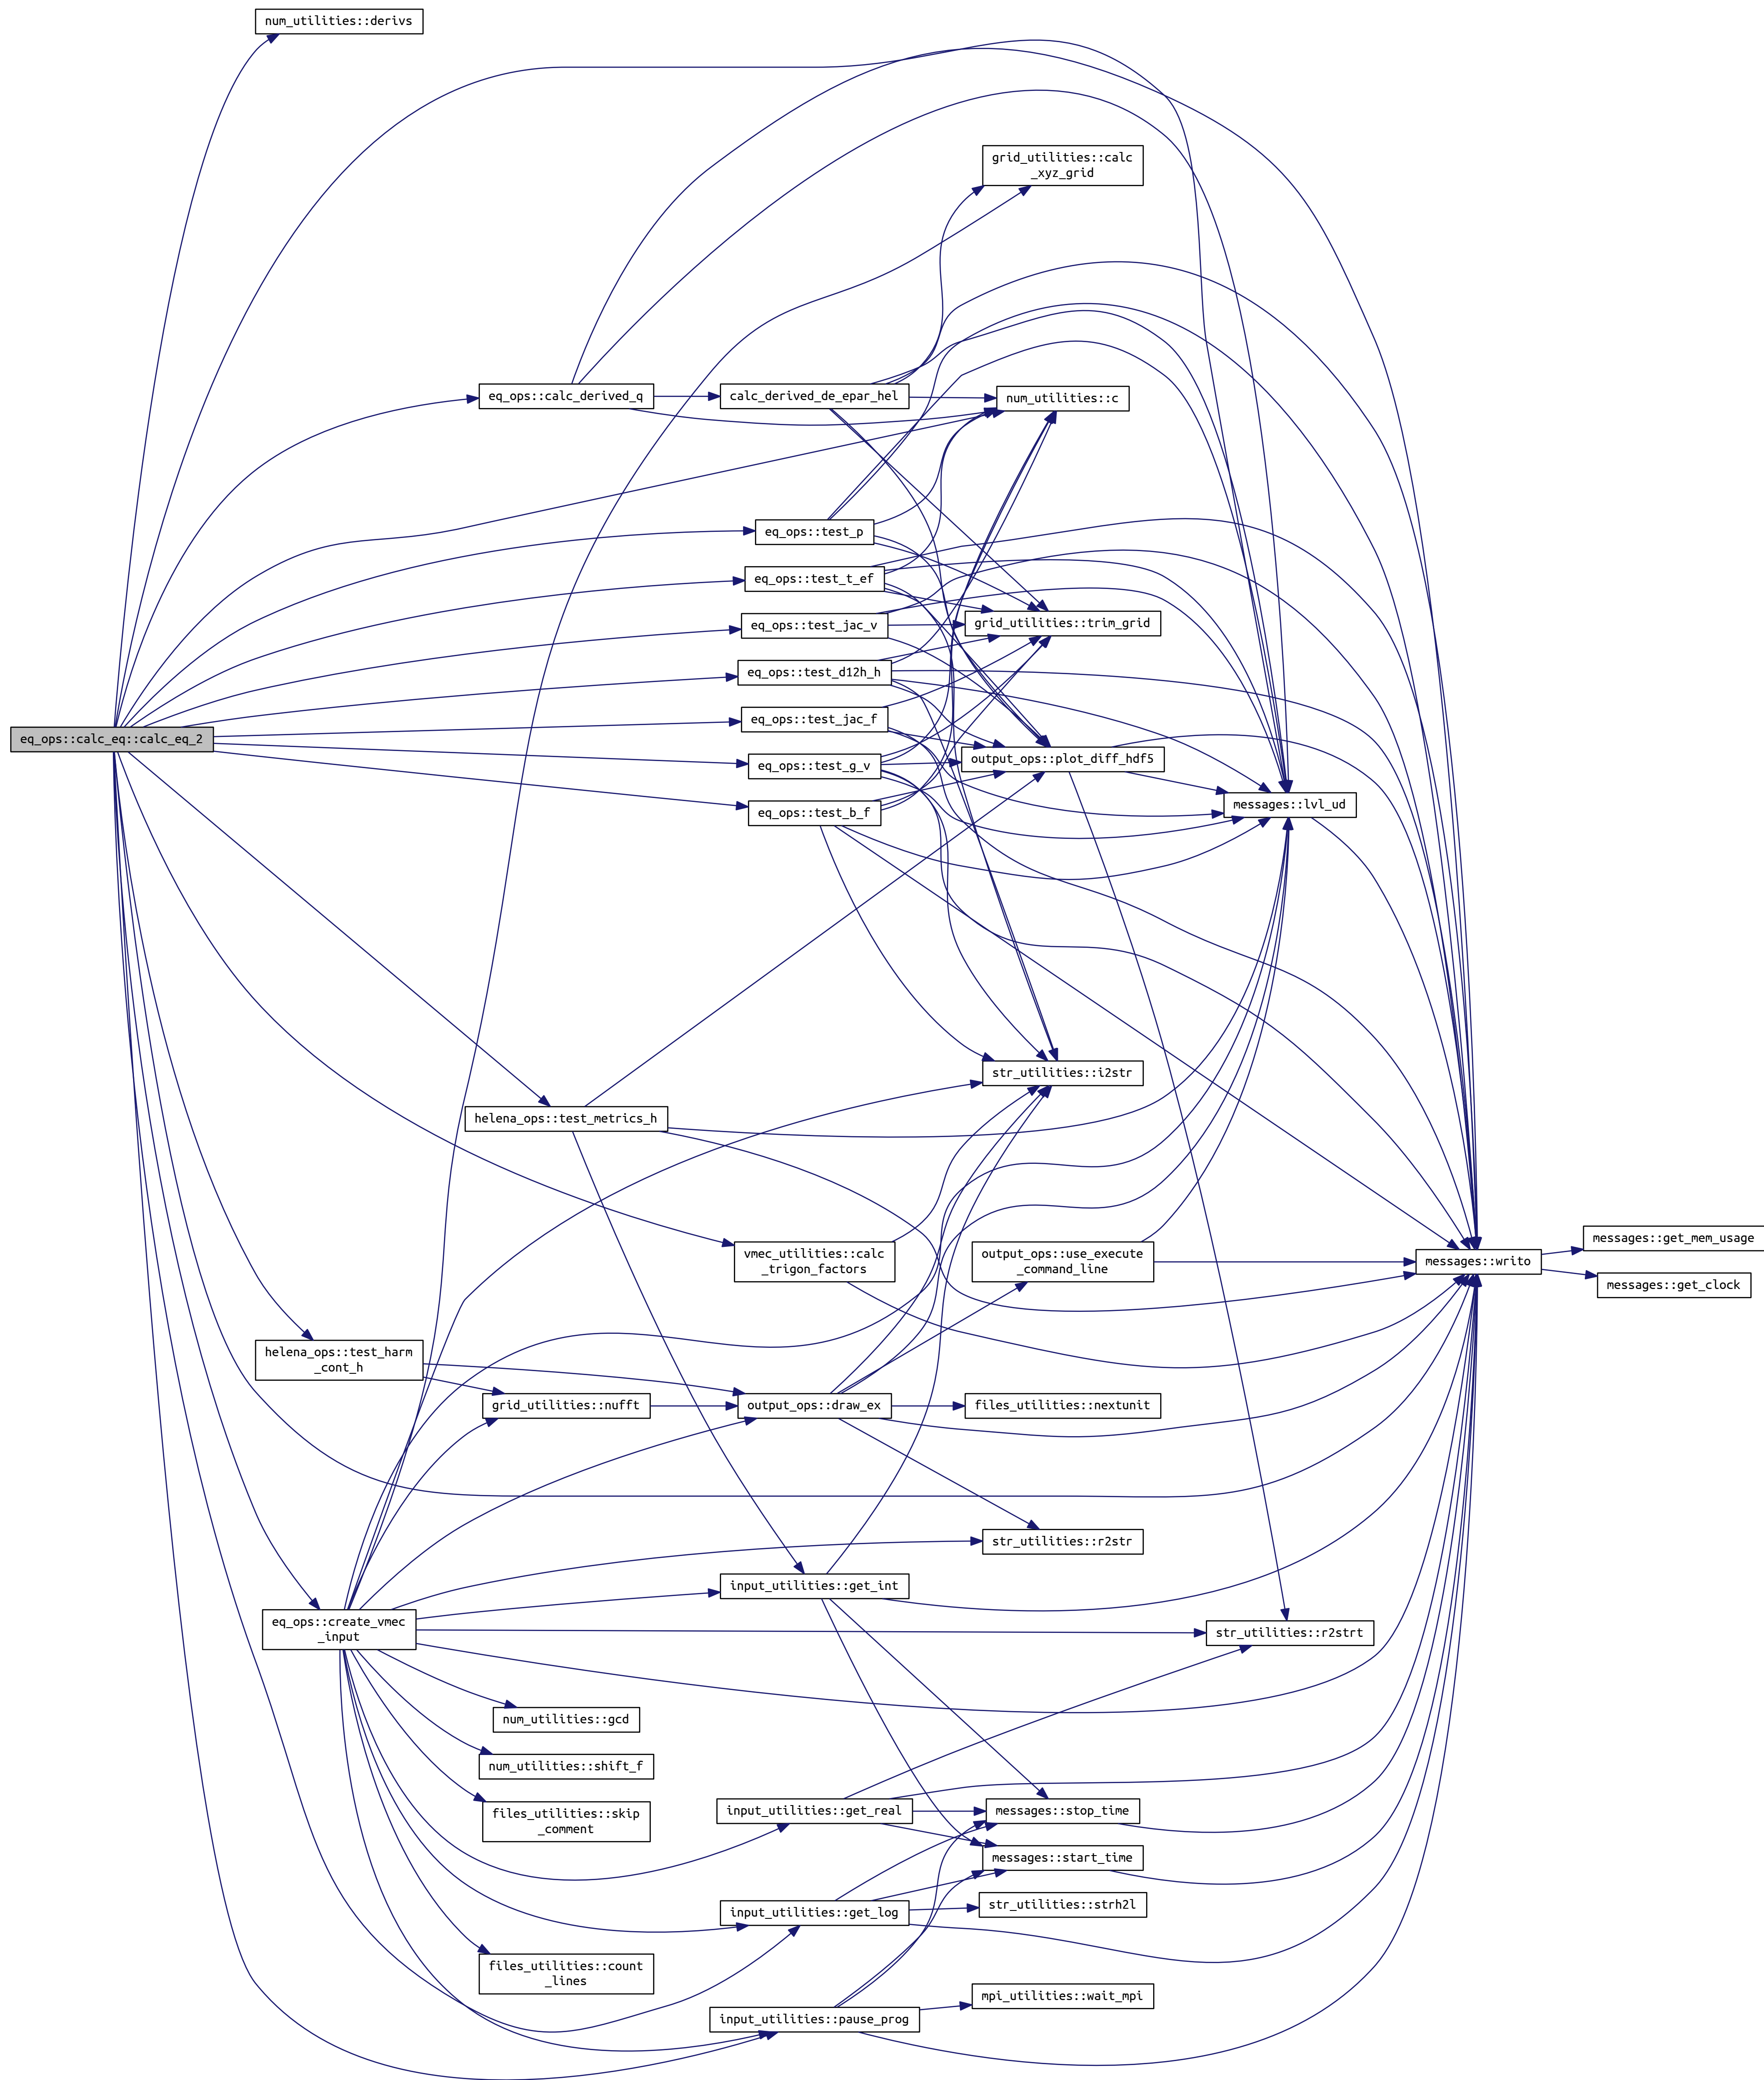 num_utilities::derivs
grid_utilities::calc
_xyz_grid
eq_ops::calc_derived_q
calc_derived_de_epar_hel
num_utilities::c
eq_ops::test_p
eq_ops::test_t_ef
eq_ops::test_jac_v
grid_utilities::trim_grid
eq_ops::test_d12h_h
eq_ops::test_jac_f
eq_ops::calc_eq::calc_eq_2
eq_ops::test_g_v
output_ops::plot_diff_hdf5
eq_ops::test_b_f
messages::lvl_ud
str_utilities::i2str
helena_ops::test_metrics_h
vmec_utilities::calc
_trigon_factors
output_ops::use_execute
_command_line
messages::writo
messages::get_mem_usage
messages::get_clock
helena_ops::test_harm
_cont_h
grid_utilities::nufft
output_ops::draw_ex
files_utilities::nextunit
str_utilities::r2str
input_utilities::get_int
eq_ops::create_vmec
_input
str_utilities::r2strt
num_utilities::gcd
num_utilities::shift_f
files_utilities::skip
_comment
input_utilities::get_real
messages::stop_time
messages::start_time
input_utilities::get_log
str_utilities::strh2l
files_utilities::count
_lines
mpi_utilities::wait_mpi
input_utilities::pause_prog